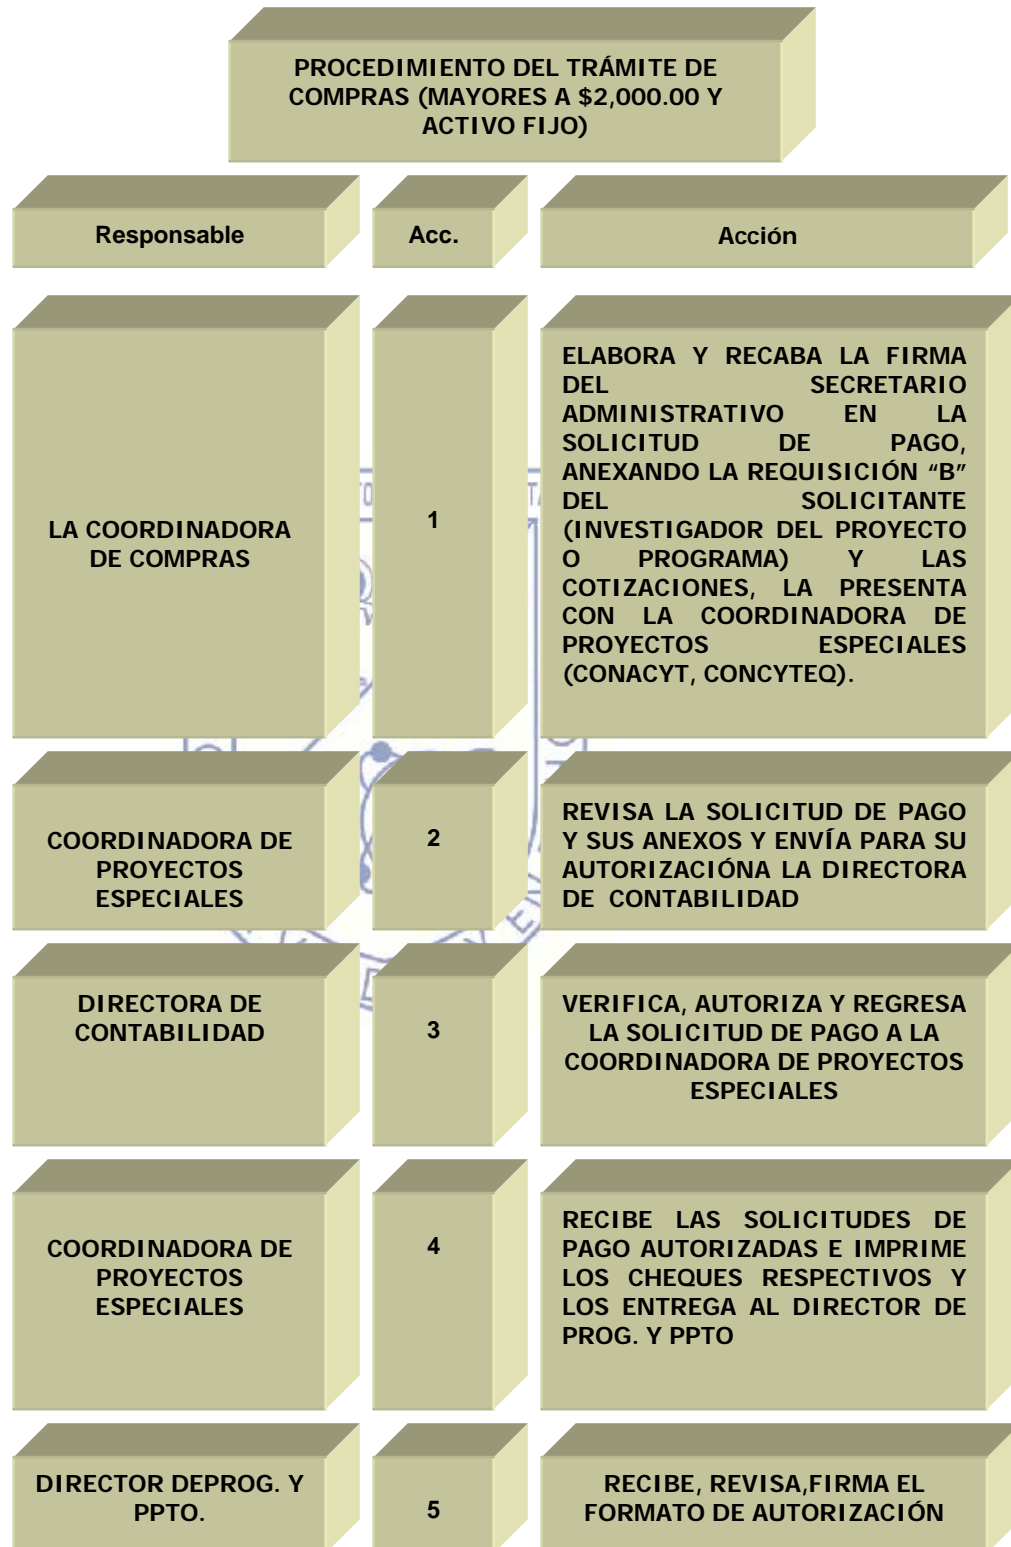 PROCEDIMIENTO DEL TRÁMITE DE
COMPRAS (MAYORES A $2,000.00 Y
ACTIVO FIJO)
Responsable
Acc.
Acción
LA COORDINADORA
DE COMPRAS
1
ELABORA Y RECABA LA FIRMA
DEL SECRETARIO
ADMINISTRATIVO EN LA
SOLICITUD DE PAGO,
ANEXANDO LA REQUISICIÓN “B”
DEL SOLICITANTE
(INVESTIGADOR DEL PROYECTO
O PROGRAMA) Y LAS
COTIZACIONES, LA PRESENTA
CON LA COORDINADORA DE
PROYECTOS ESPECIALES
(CONACYT, CONCYTEQ).
COORDINADORA DE
PROYECTOS
ESPECIALES
2
REVISA LA SOLICITUD DE PAGO
Y SUS ANEXOS Y ENVÍA PARA SU
AUTORIZACIÓNA LA DIRECTORA
DE CONTABILIDAD
DIRECTORA DE
CONTABILIDAD
3
VERIFICA, AUTORIZA Y REGRESA
LA SOLICITUD DE PAGO A LA
COORDINADORA DE PROYECTOS
ESPECIALES
COORDINADORA DE
PROYECTOS
ESPECIALES
4
RECIBE LAS SOLICITUDES DE
PAGO AUTORIZADAS E IMPRIME
LOS CHEQUES RESPECTIVOS Y
LOS ENTREGA AL DIRECTOR DE
PROG. Y PPTO
DIRECTOR DEPROG. Y
PPTO.
5
RECIBE, REVISA,FIRMA EL
FORMATO DE AUTORIZACIÓN